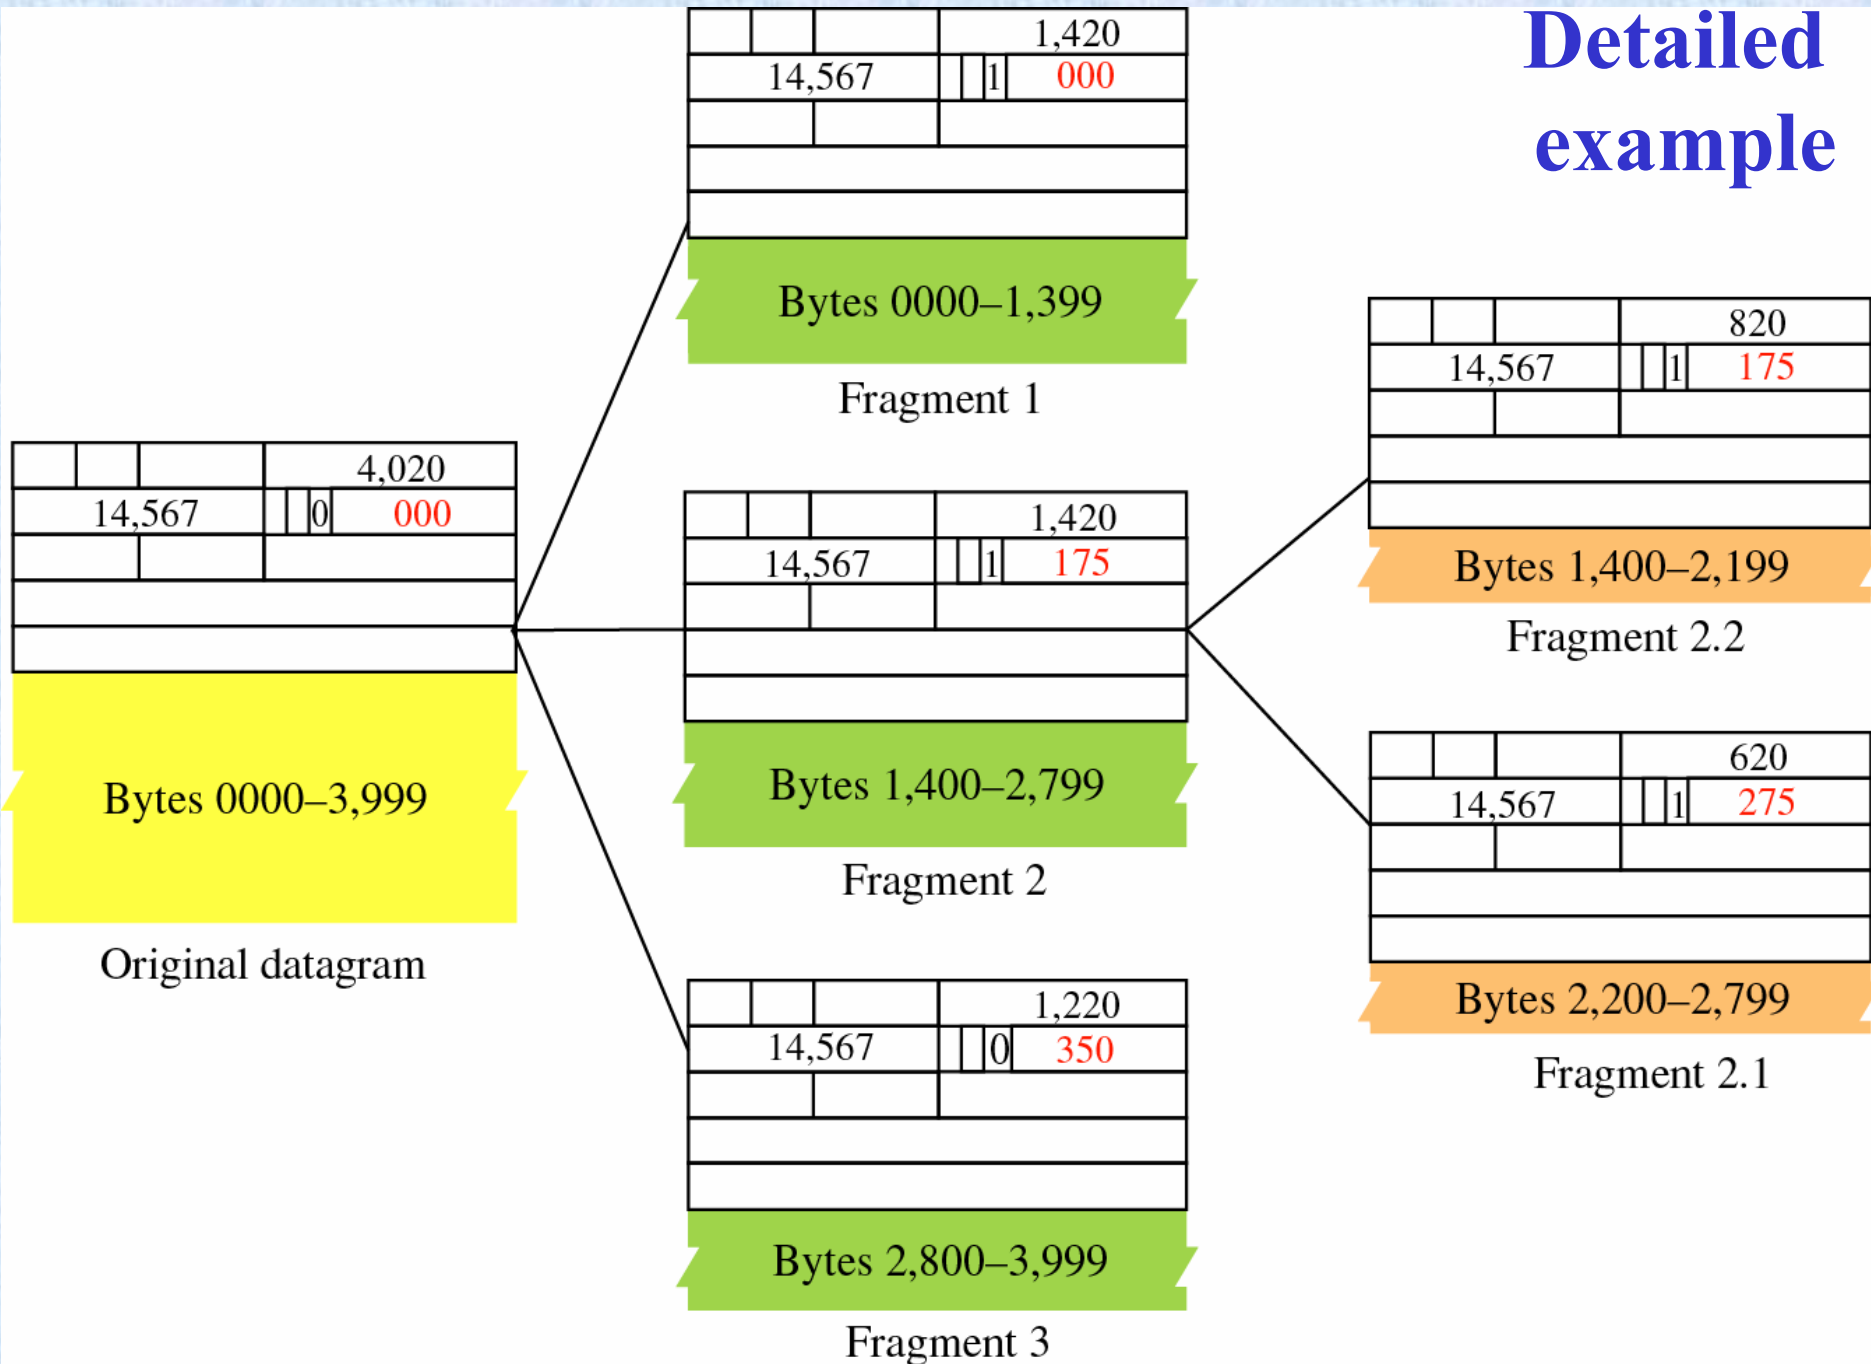 Detailed
example
4,020
14,567 0 000
Bytes 0000–3,999
Original datagram
1,420
14,567 1 000
Bytes 0000–1,399
Fragment 1
1,420
14,567 1 175
Bytes 1,400–2,799
Fragment 2
1,220
14,567 0 350
Bytes 2,800–3,999
Fragment 3
820
14,567 1 175
Bytes 1,400–2,199
Fragment 2.2
620
14,567 1 275
Bytes 2,200–2,799
Fragment 2.1